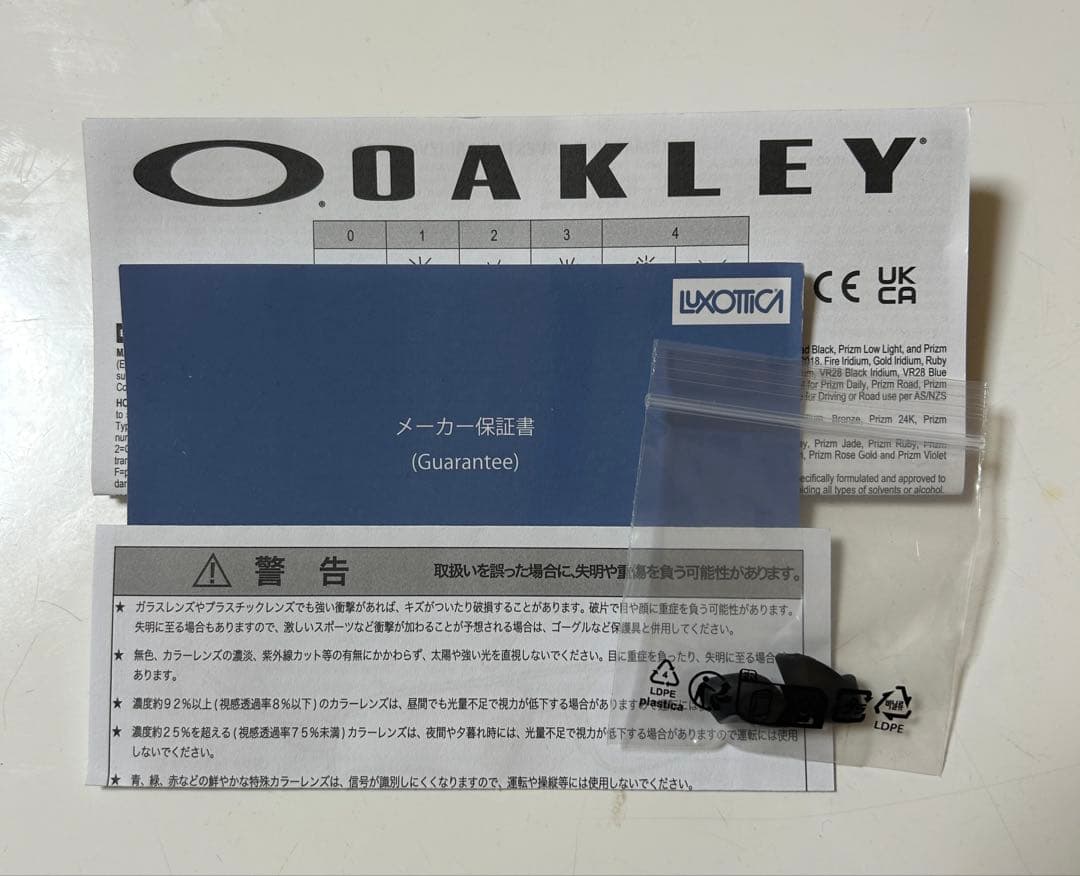 OAKLEY
0 1 2 3 4
CE UK CA
LUXOTTICA
ad Black, Prizm Low Light, and Prizm
2018. Fire Iridium, Gold Iridium, Ruby
VR28 Black Iridium, VR28 Blue
for Prizm Daily, Prizm Road, Prizm
for Driving or Road use per AS/NZS
Bronze, Prizm 24K, Prizm
Prizm Jade, Prizm Ruby, Prizm
Prizm Rose Gold and Prizm Violet
ecifically formulated and approved to
all types of solvents or alcohol.
メーカー保証書
(Guarantee)
警告 取扱いを誤った場合に、失明や重傷を負う可能性があります。
★ ガラスレンズやプラスチックレンズでも強い衝撃があれば、キズがついたり破損することがあります。破片で目や顔に重症を負う可能性があります。
失明に至る場合もありますので、激しいスポーツなど衝撃が加わることが予想される場合は、ゴーグルなど保護具と併用してください。
★ 無色、カラーレンズの濃淡、紫外線カット等の有無にかかわらず、太陽や強い光を直視しないでください。目に重症を負ったり、失明に至る場合
あります。
★ 濃度約92%以上(視感透過率8%以下)のカラーレンズは、昼間でも光量不足で視力が低下する場合があります
★ 濃度約25%を超える(視感透過率75%未満)カラーレンズは、夜間や夕暮れ時には、光量不足で視力が低下する場合がありますので運転には使用
しないでください。
★ 青、緑、赤などの鮮やかな特殊カラーレンズは、信号が識別しにくくなりますので、運転や操縦等には使用しないでください。
4
LDPE
plastica
LDPE